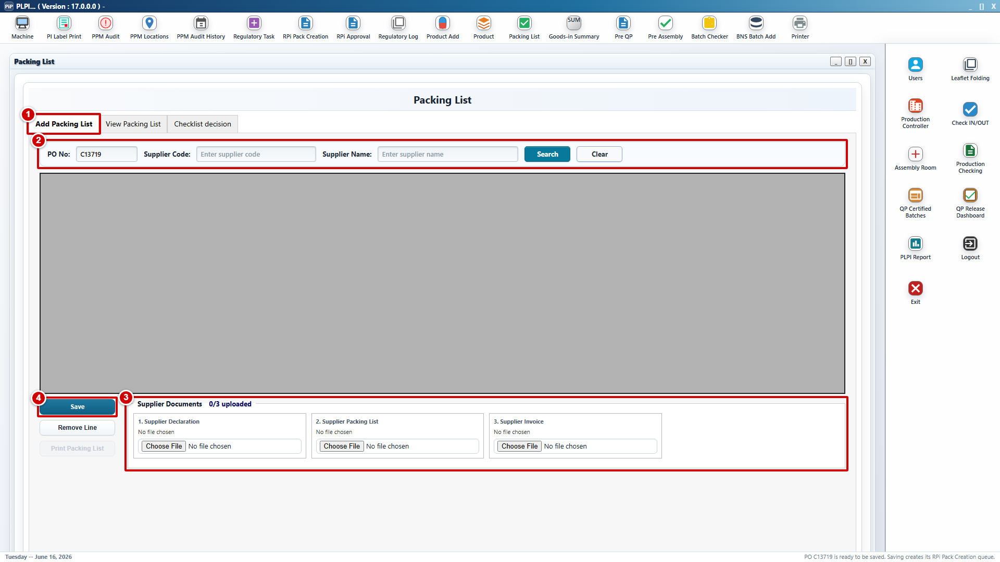 PiP PLPI... ( Version : 17.0.0.0 ) -
_ [] X
Machine
PI Label Print
PPM Audit
PPM Locations
PPM Audit History
Regulatory Task
RPi Pack Creation
RPi Approval
Regulatory Log
Product Add
Product
Packing List
SUM
Goods-in Summary
Pre QP
Pre Assembly
Batch Checker
BNS Batch Add
Printer
Packing List
_ [] X
Packing List
1
Add Packing List
View Packing List
Checklist decision
2
PO No: C13719 Supplier Code: Enter supplier code Supplier Name: Enter supplier name Search Clear
4
Save
Remove Line
Print Packing List
3
Supplier Documents 0/3 uploaded
1. Supplier Declaration
No file chosen
Choose File No file chosen
2. Supplier Packing List
No file chosen
Choose File No file chosen
3. Supplier Invoice
No file chosen
Choose File No file chosen
Users
Leaflet Folding
Production
Controller
Check IN/OUT
Assembly Room
Production
Checking
QP Certified
Batches
QP Release
Dashboard
PLPI Report
Logout
Exit
Tuesday -- June 16, 2026
PO C13719 is ready to be saved. Saving creates its RPi Pack Creation queue.